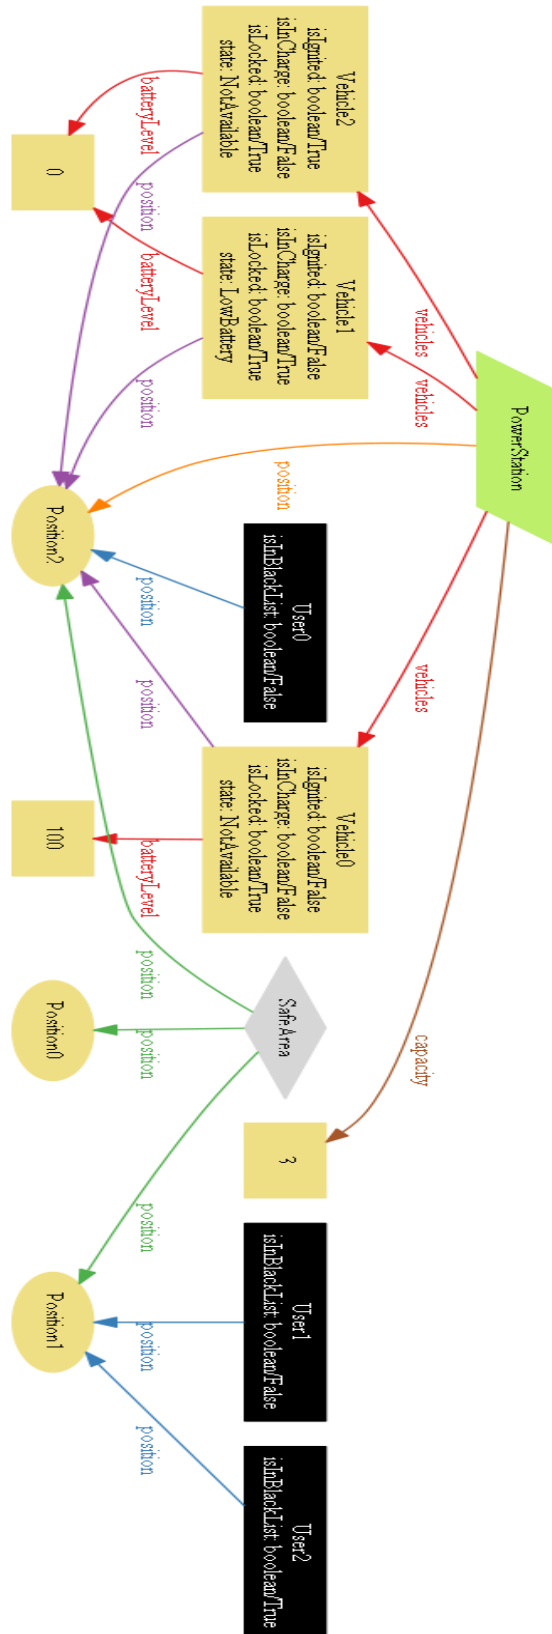 PowerStation
vehicles
vehicles
position
vehicles
capacity
Vehicle2
isIgnited: boolean/True
isInCharge: boolean/False
isLocked: boolean/True
state: NotAvailable
Vehicle1
isIgnited: boolean/False
isInCharge: boolean/True
isLocked: boolean/True
state: LowBattery
User0
isInBlackList: boolean/False
Vehicle0
isIgnited: boolean/False
isInCharge: boolean/False
isLocked: boolean/True
state: NotAvailable
SafeArea
3
User1
isInBlackList: boolean/False
User2
isInBlackList: boolean/True
batteryLevel
position
batteryLevel
position
position
position
batteryLevel
position
position
position
position
position
0
Position2
100
Position0
Position1